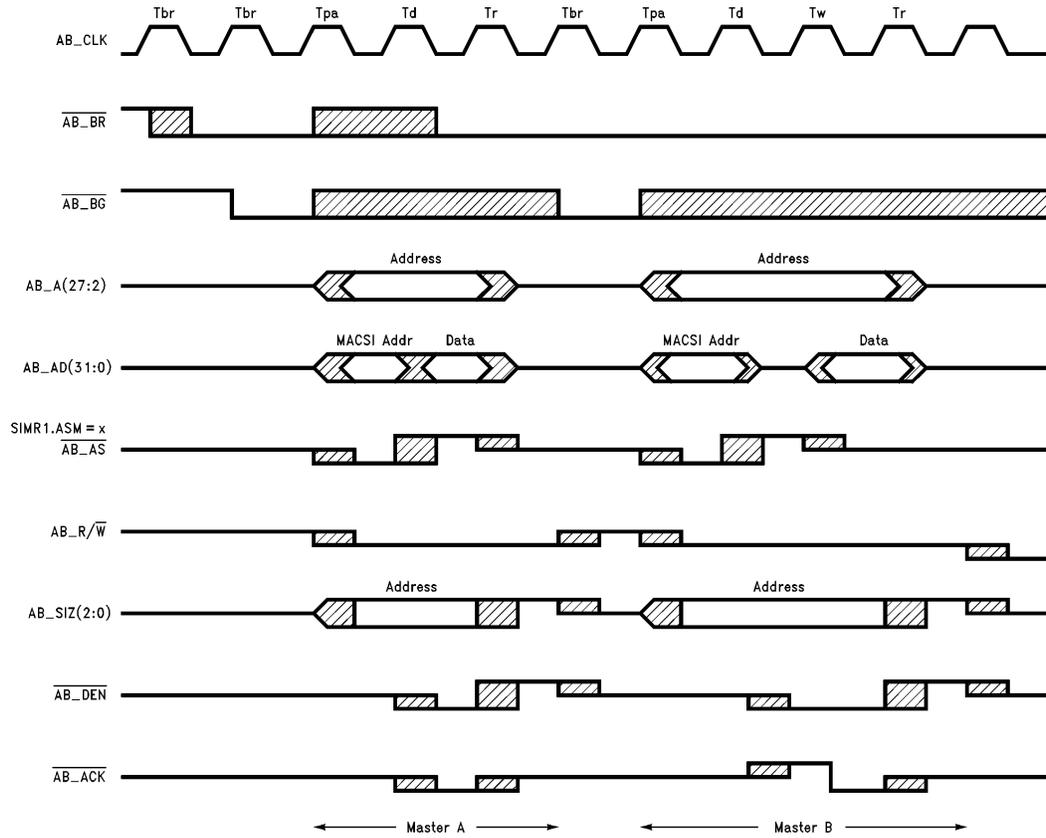 Tbr Tbr Tpa Td Tr Tbr Tpa Td Tw Tr
AB_CLK
AB_BR
AB_BG
Address Address
AB_A(27:2)
MACSI Addr Data MACSI Addr Data
AB_AD(31:0)
SIMR1.ASM = x
AB_AS
AB_R/W
Address Address
AB_SIZ(2:0)
AB_DEN
AB_ACK
Master A Master B